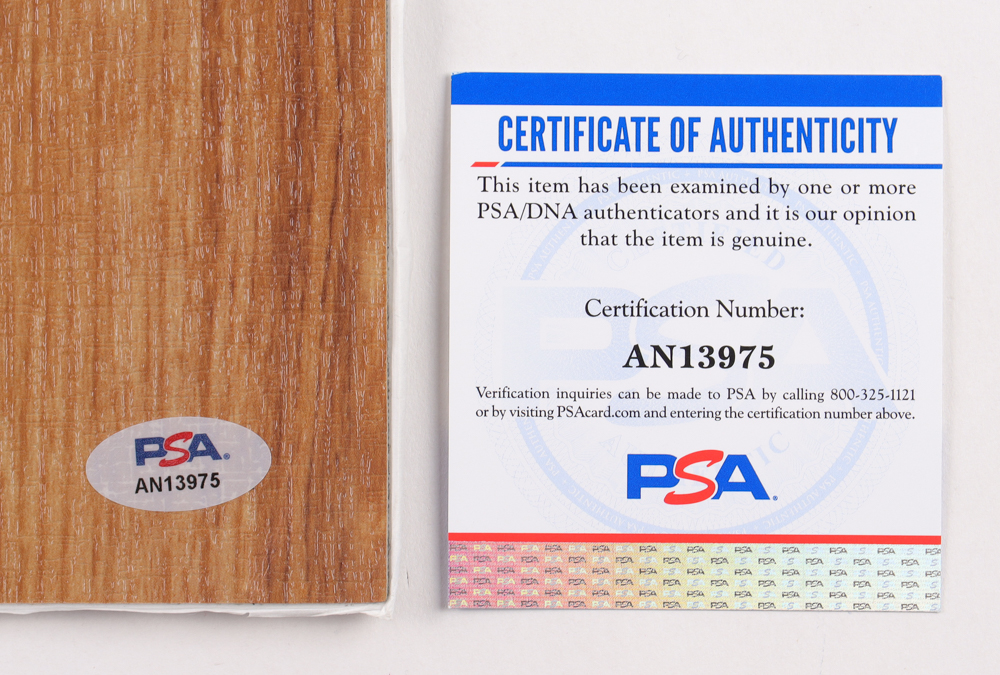 PSA
AN13975
CERTIFICATE OF AUTHENTICITY
This item has been examined by one or more
PSA/DNA authenticators and it is our opinion
that the item is genuine.
Certification Number:
AN13975
Verification inquiries can be made to PSA by calling 800-325-1121
or by visiting PSAcard.com and entering the certification number above.
PSA